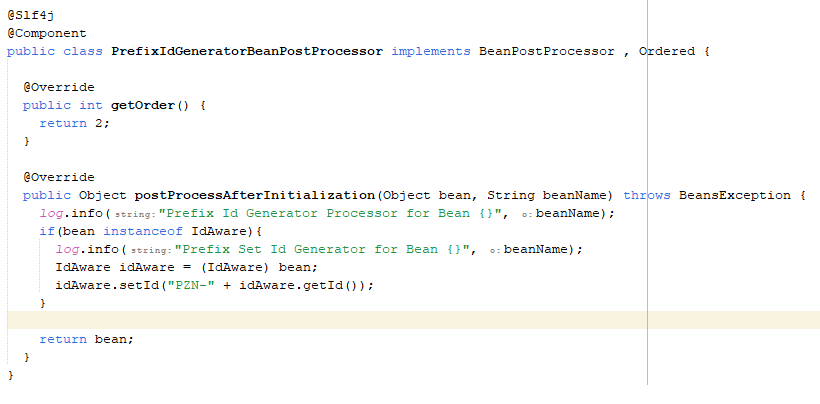 @Slf4j
@Component
public class PrefixIdGeneratorBeanPostProcessor implements BeanPostProcessor , Ordered {
@Override
public int getOrder() {
return 2;
}
@Override
public Object postProcessAfterInitialization(Object bean, String beanName) throws BeansException {
log.info( string: "Prefix Id Generator Processor for Bean {}", o: beanName);
if(bean instanceof IdAware){
log.info( string: "Prefix Set Id Generator for Bean {}", o: beanName);
IdAware idAware = (IdAware) bean;
idAware.setId("PZN-" + idAware.getId());
}
return bean;
}
}